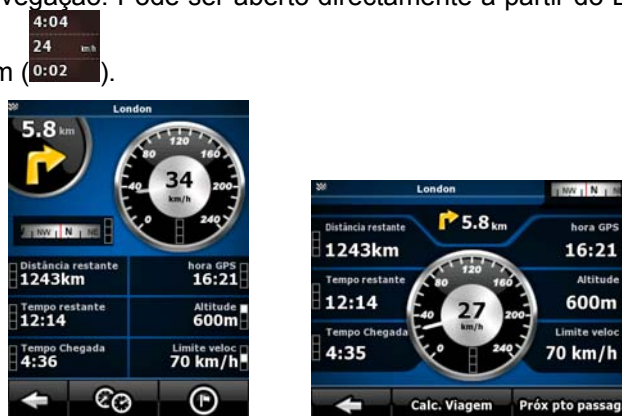 vegação. Pode ser aberto directamente a partir do
4:04
24 km/h
m (0:02 ).
London
5.8 km
120
80 160
40 34 200
km/h
0 240
NW N NE
Distância restante
1243km
hora GPS
16:21
Tempo restante
12:14
Altitude
600m
Tempo Chegada
4:36
Limite veloc
70 km/h
London
NW N
5.8 km
Distância restante
1243km
hora GPS
16:21
Tempo restante
12:14
Altitude
600m
Tempo Chegada
4:35
Limite veloc
70 km/h
120
80 160
40 27 200
km/h
0 240
Calc. Viagem
Próx pto passag